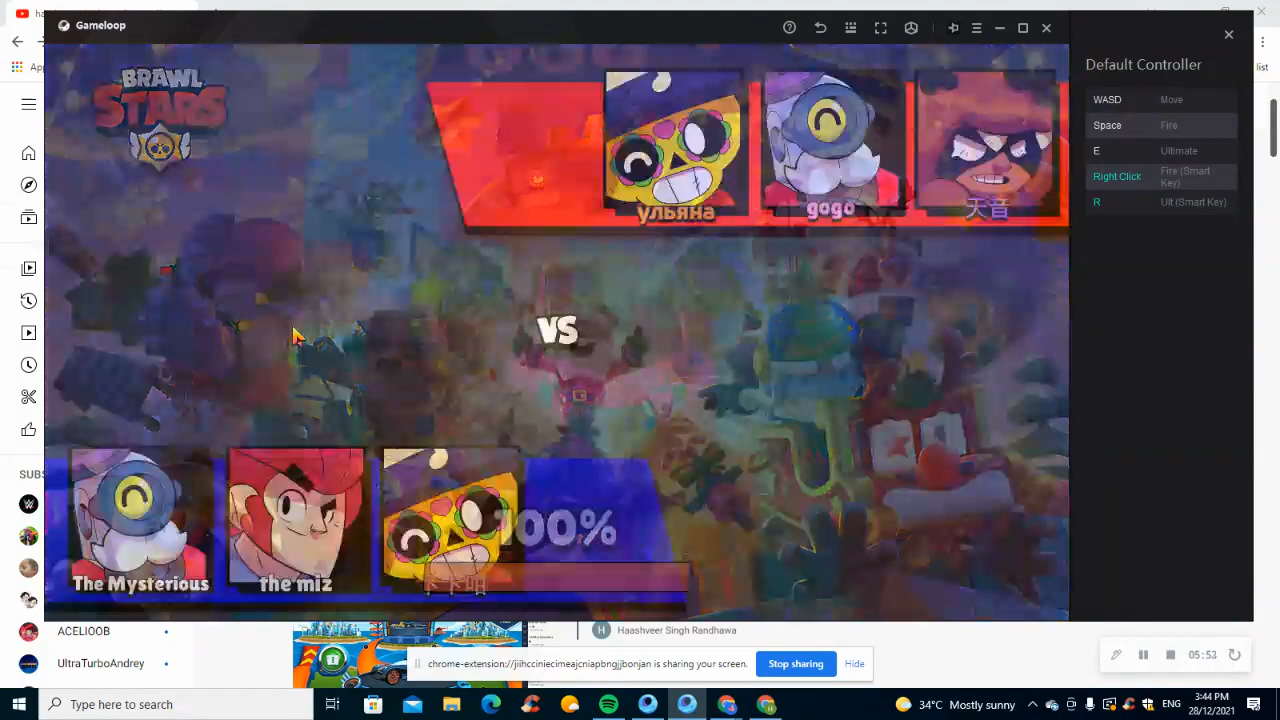 Gameloop
Default Controller
WASD Move
Space Fire
E Ultimate
Right Click Fire (Smart Key)
R Ult (Smart Key)
BRAWL
STARS
ульяна
gogo
天音
VS
The Mysterious
the miz
100%
SUBS
ACELIOOB
UltraTurboAndrey
Haashveer Singh Randhawa
chrome-extension://jiihcciniecimeajcniapbngjjbonjan is sharing your screen.
Stop sharing
Hide
05:53
Type here to search
34°C Mostly sunny
ENG
3:44 PM
28/12/2021
list